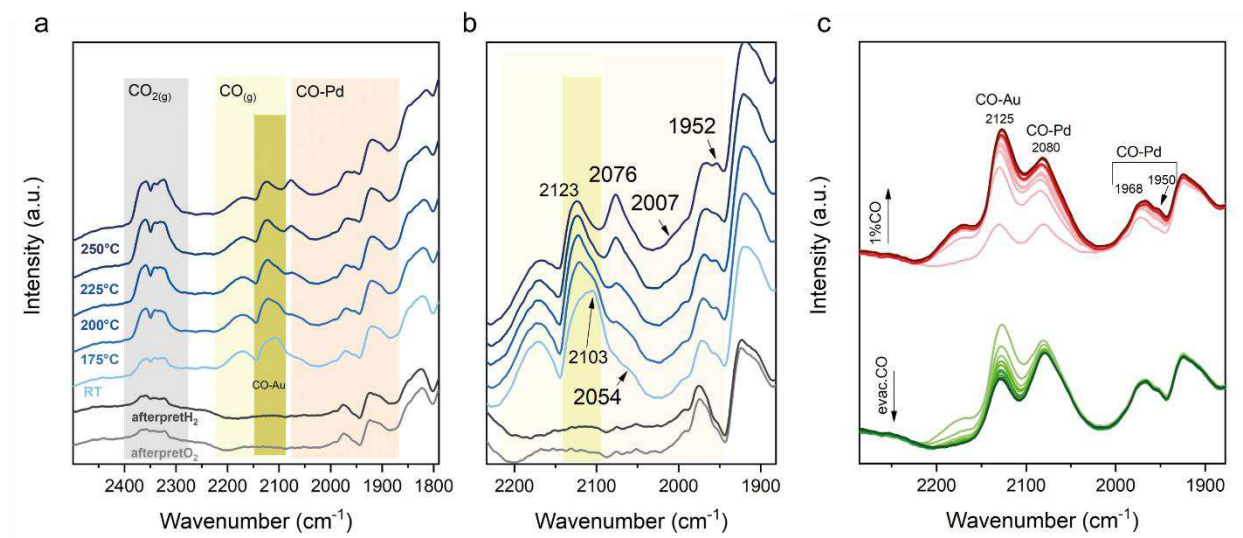 a
CO2(g)
CO(g)
CO-Pd
250°C
225°C
200°C
175°C
RT
CO-Au
afterpretH2
afterpretO2
Intensity (a.u.)
2400 2300 2200 2100 2000 1900 1800
Wavenumber (cm-1)
b
2123
2076
2007
1952
2103
2054
2200 2100 2000 1900
Wavenumber (cm-1)
c
CO-Au
2125
CO-Pd
2080
CO-Pd
1968 1950
1%CO
evac.CO
Intensity (a.u.)
2200 2100 2000 1900
Wavenumber (cm-1)